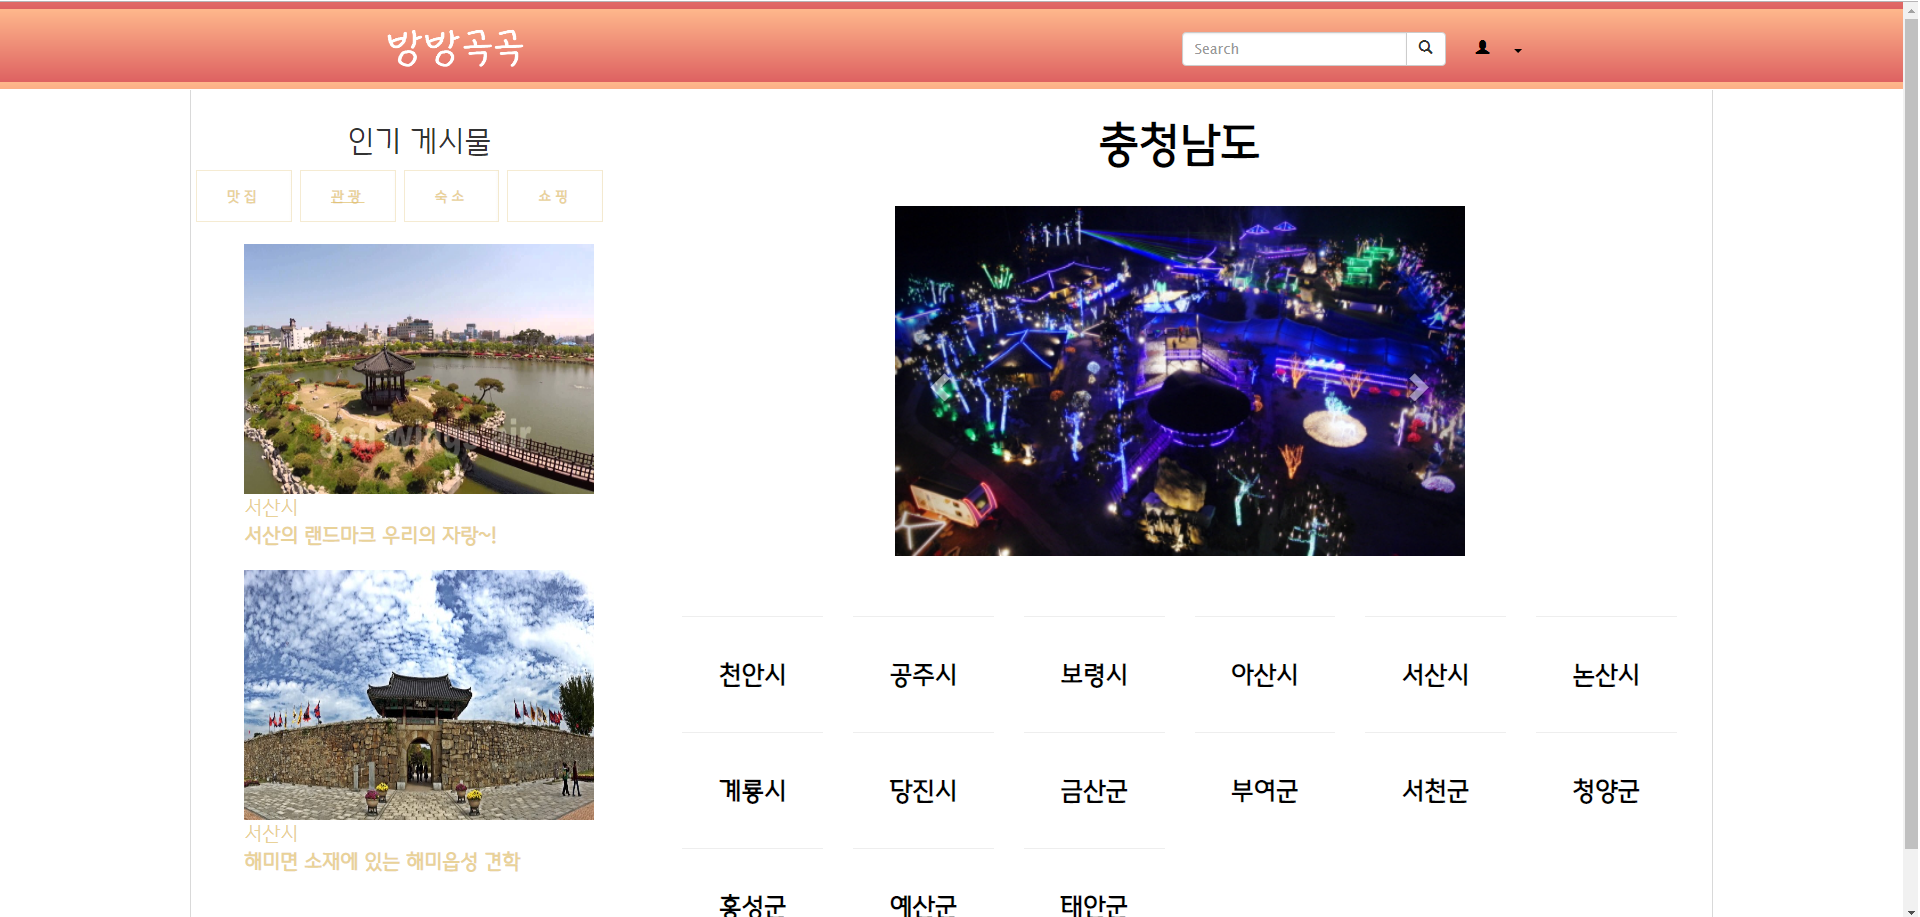 방방곡곡
Search
인기 게시물
맛집 관광 숙소 쇼핑
서산시
서산의 랜드마크 우리의 자랑~!
서산시
해미면 소재에 있는 해미읍성 견학
충청남도
천안시 공주시 보령시 아산시 서산시 논산시
계룡시 당진시 금산군 부여군 서천군 청양군
홍성군 예산군 태안군